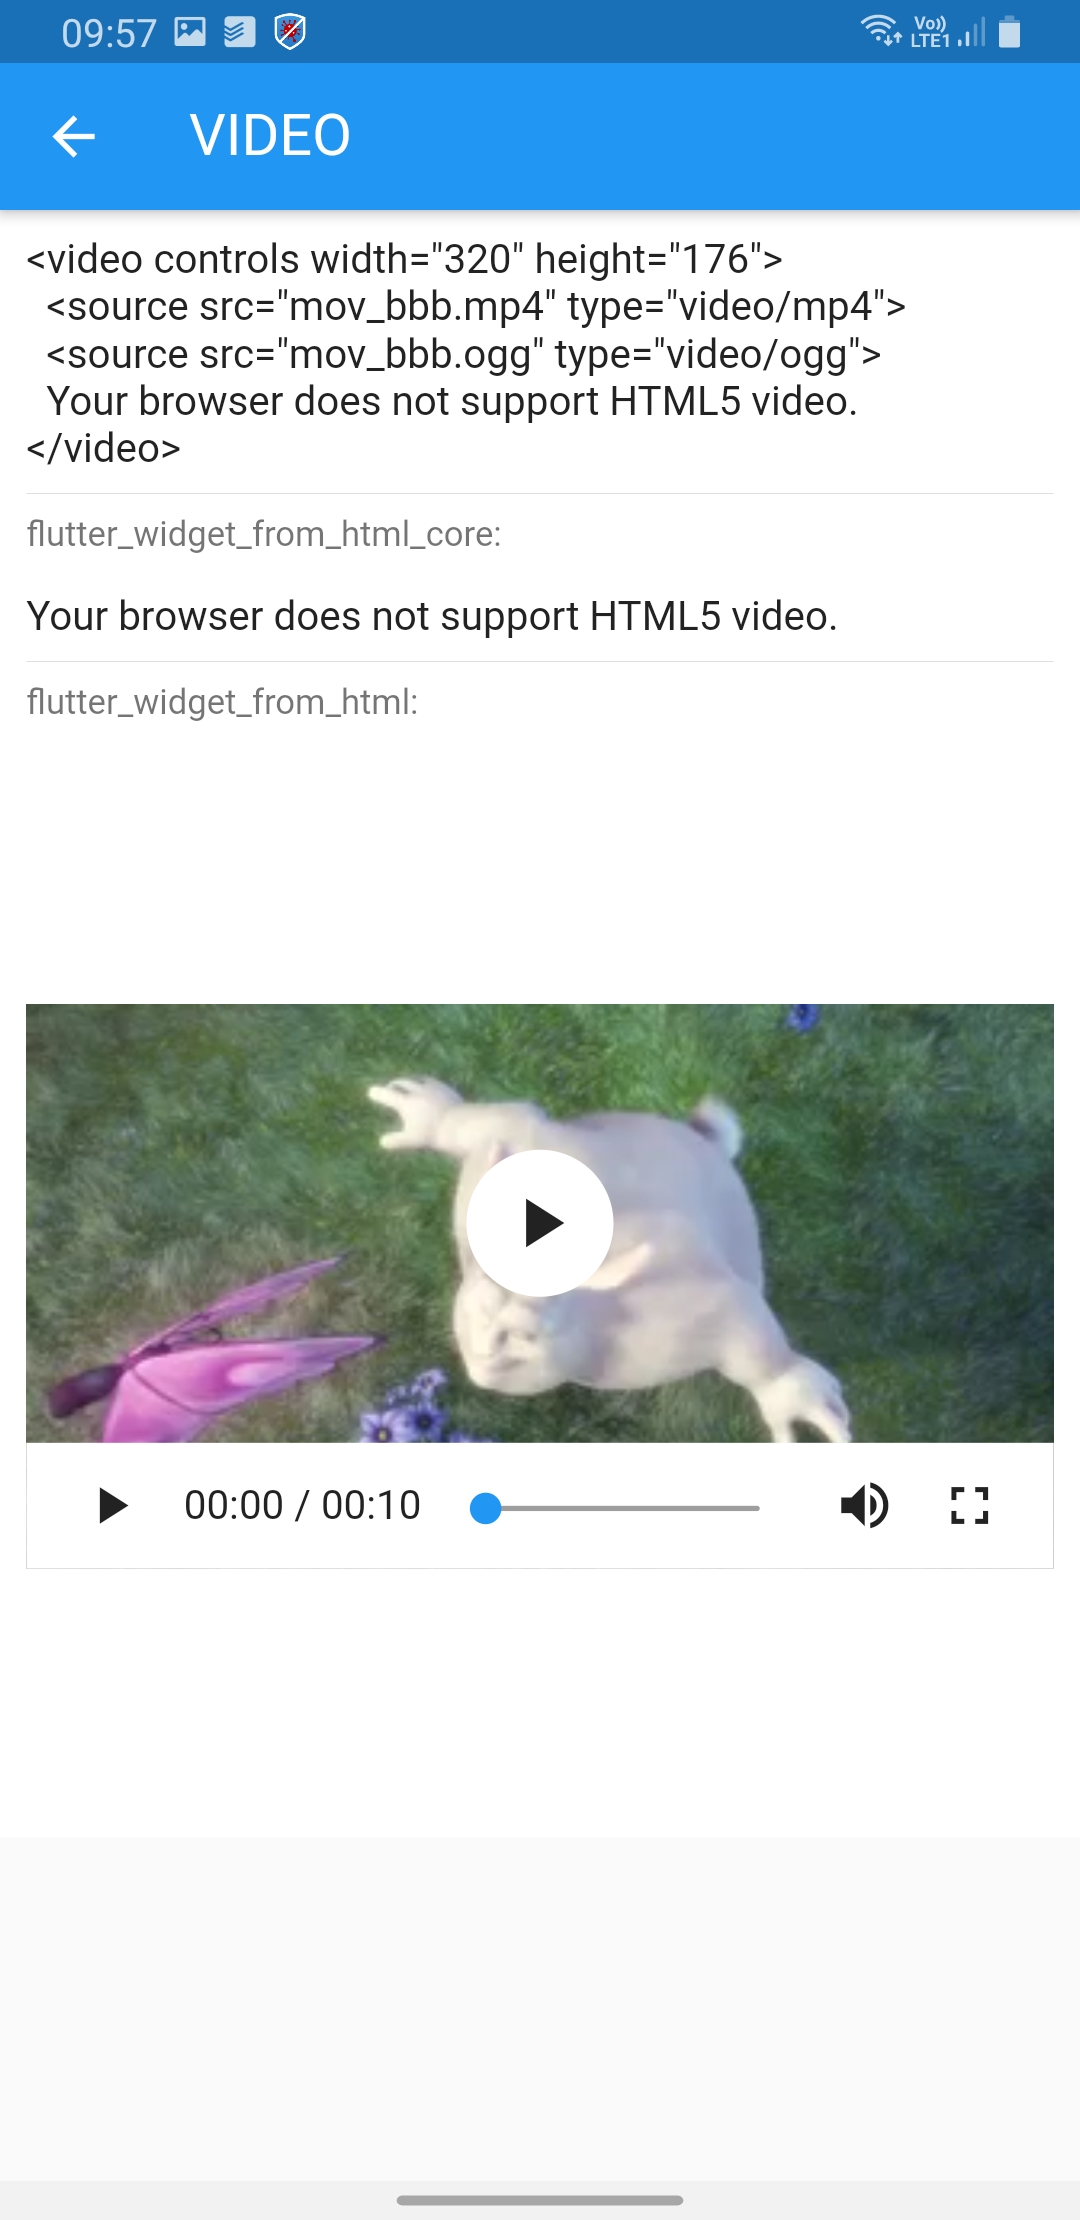 09:57
Vo))
LTE1
VIDEO
<video controls width="320" height="176">
  <source src="mov_bbb.mp4" type="video/mp4">
  <source src="mov_bbb.ogg" type="video/ogg">
  Your browser does not support HTML5 video.
</video>
flutter_widget_from_html_core:
Your browser does not support HTML5 video.
flutter_widget_from_html:
00:00 / 00:10